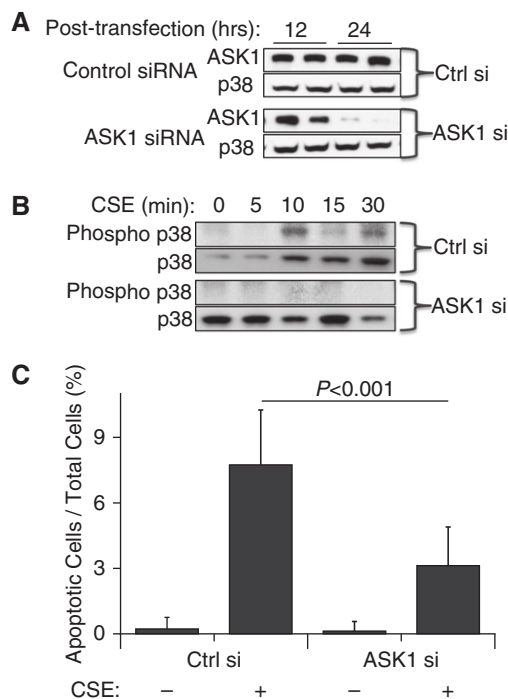 A
Post-transfection (hrs): 12 24
Control siRNA
ASK1
p38
Ctrl si
ASK1 siRNA
ASK1
p38
ASK1 si
B
CSE (min): 0 5 10 15 30
Phospho p38
p38
Ctrl si
Phospho p38
p38
ASK1 si
C
Apoptotic Cells / Total Cells (%)
P<0.001
9
6
3
0
Ctrl si ASK1 si
CSE: – + – +